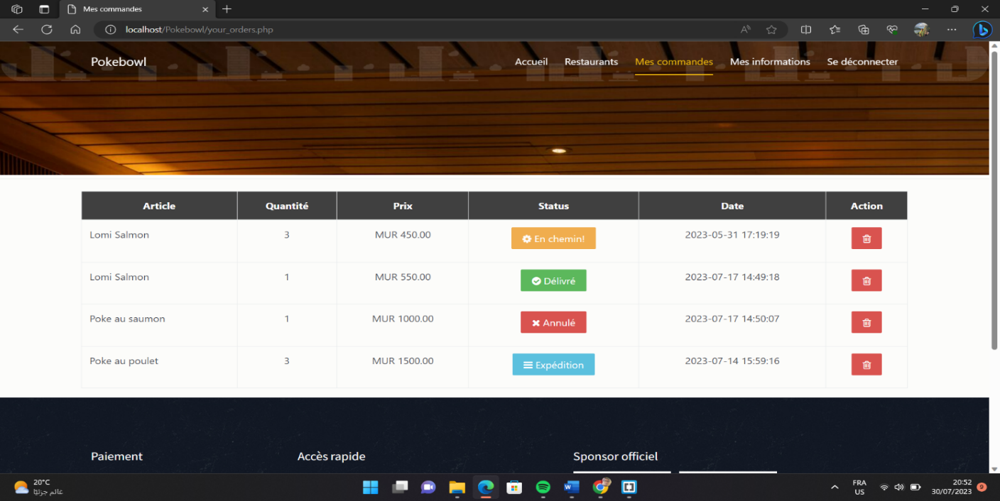 Mes commandes
localhost/Pokebowl/your_orders.php
Pokebowl Accueil Restaurants Mes commandes Mes informations Se déconnecter
Article Quantité Prix Status Date Action
Lomi Salmon 3 MUR 450.00 En chemin! 2023-05-31 17:19:19
Lomi Salmon 1 MUR 550.00 Délivré 2023-07-17 14:49:18
Poke au saumon 1 MUR 1000.00 Annulé 2023-07-17 14:50:07
Poke au poulet 3 MUR 1500.00 Expédition 2023-07-14 15:59:16
Paiement Accès rapide Sponsor officiel
20°C FRA 20:52
غائم جزئيًا US 30/07/2023 9